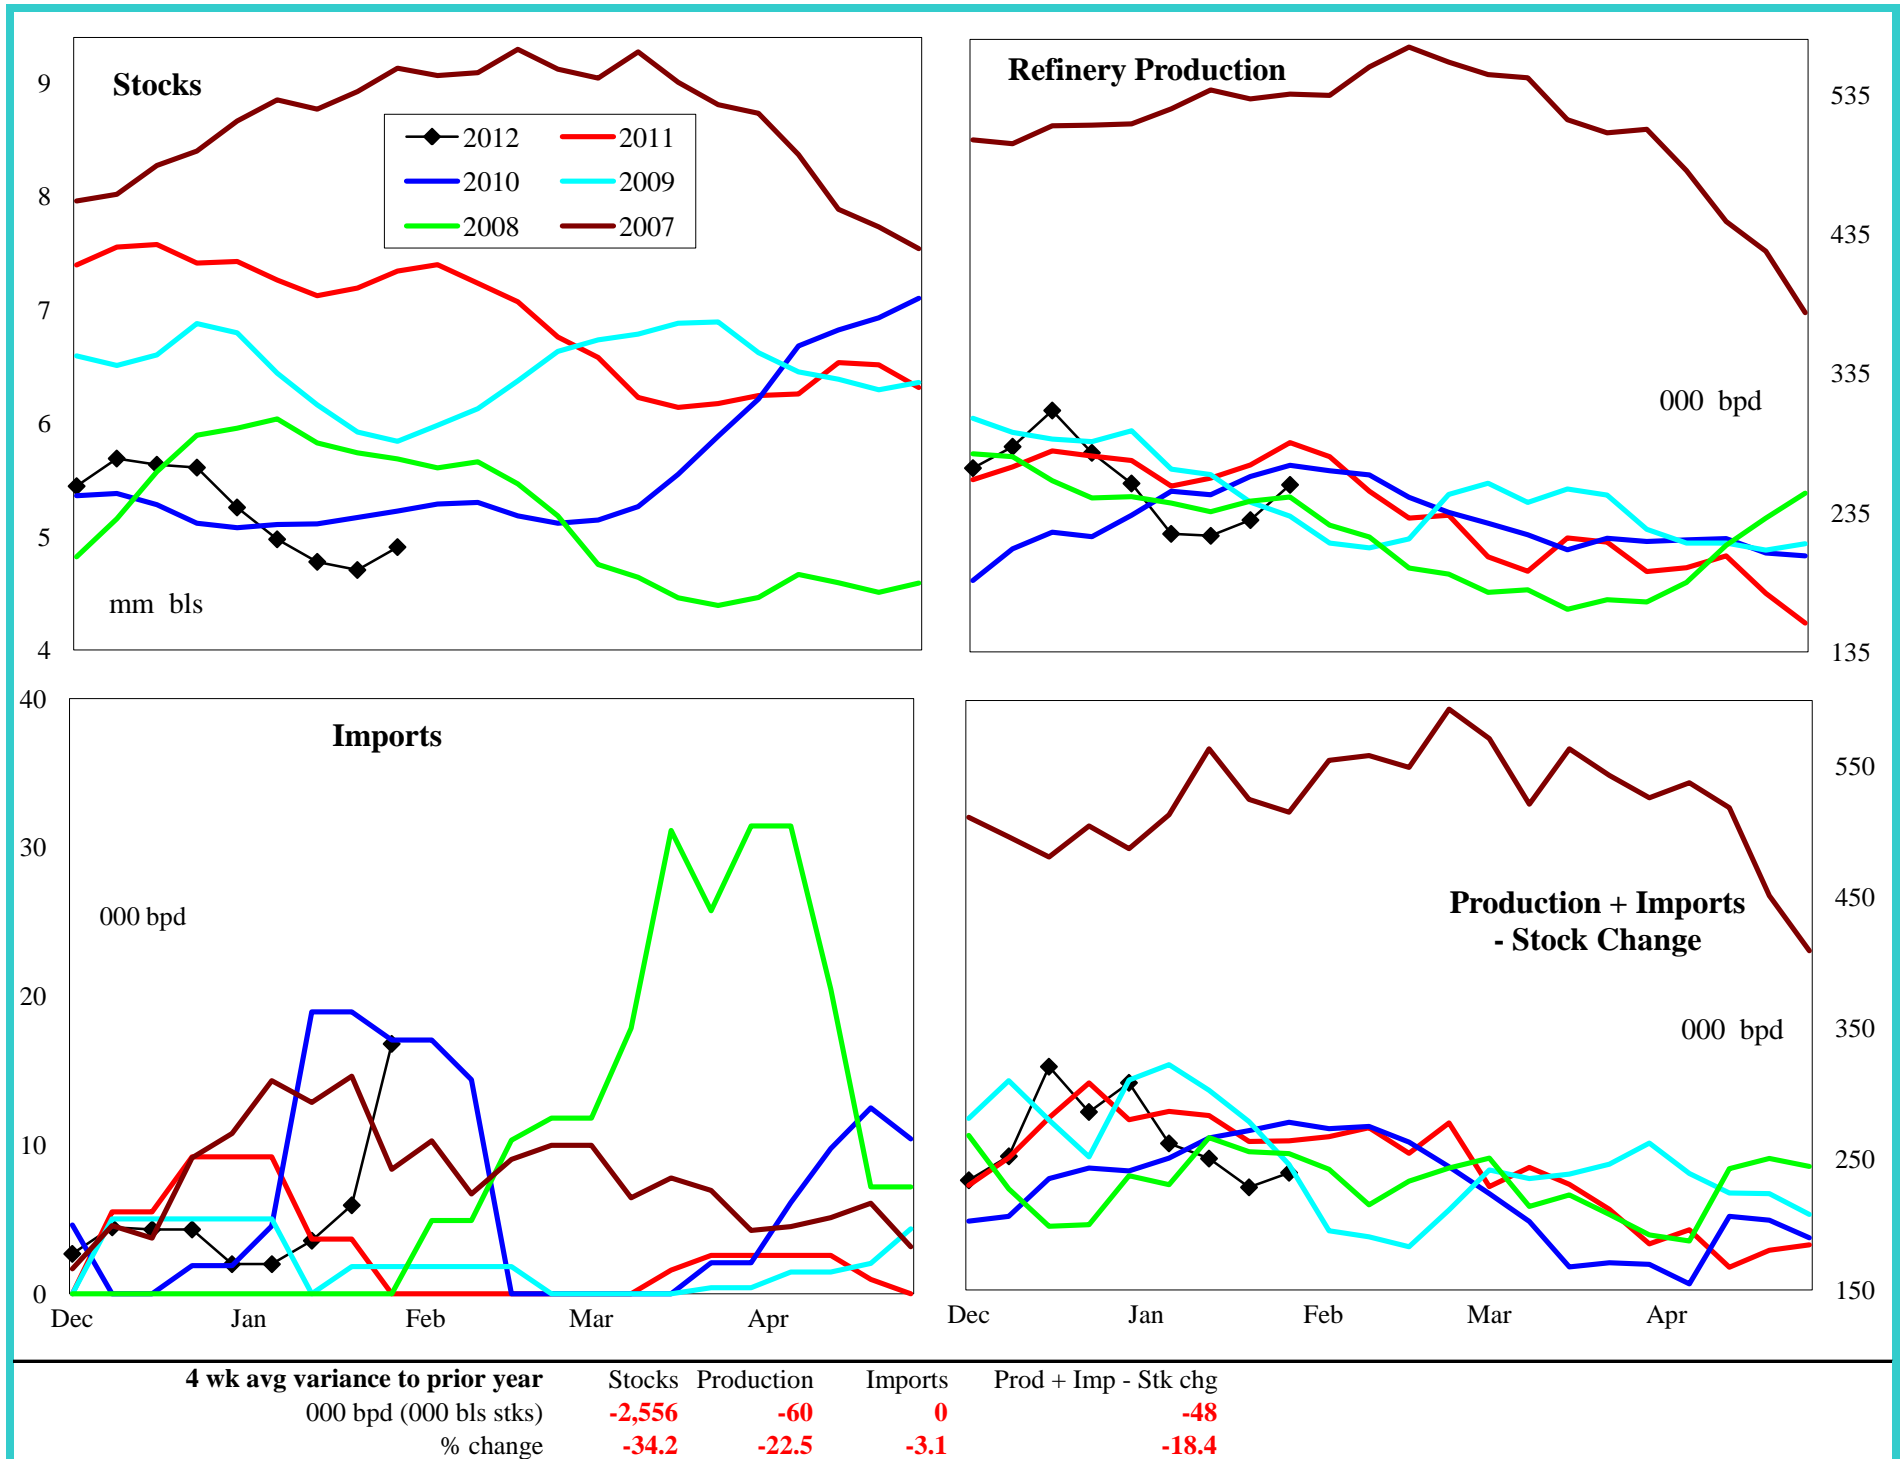 Stocks
9
8
7
6
5
4
2012 2011
2010 2009
2008 2007
mm bls
Refinery Production
535
435
335
235
135
000 bpd
Imports
40
30
20
10
0
000 bpd
Dec Jan Feb Mar Apr
Production + Imports
- Stock Change
550
450
350
250
150
000 bpd
Dec Jan Feb Mar Apr
4 wk avg variance to prior year Stocks Production Imports Prod + Imp - Stk chg
000 bpd (000 bls stks) -2,556 -60 0 -48
% change -34.2 -22.5 -3.1 -18.4